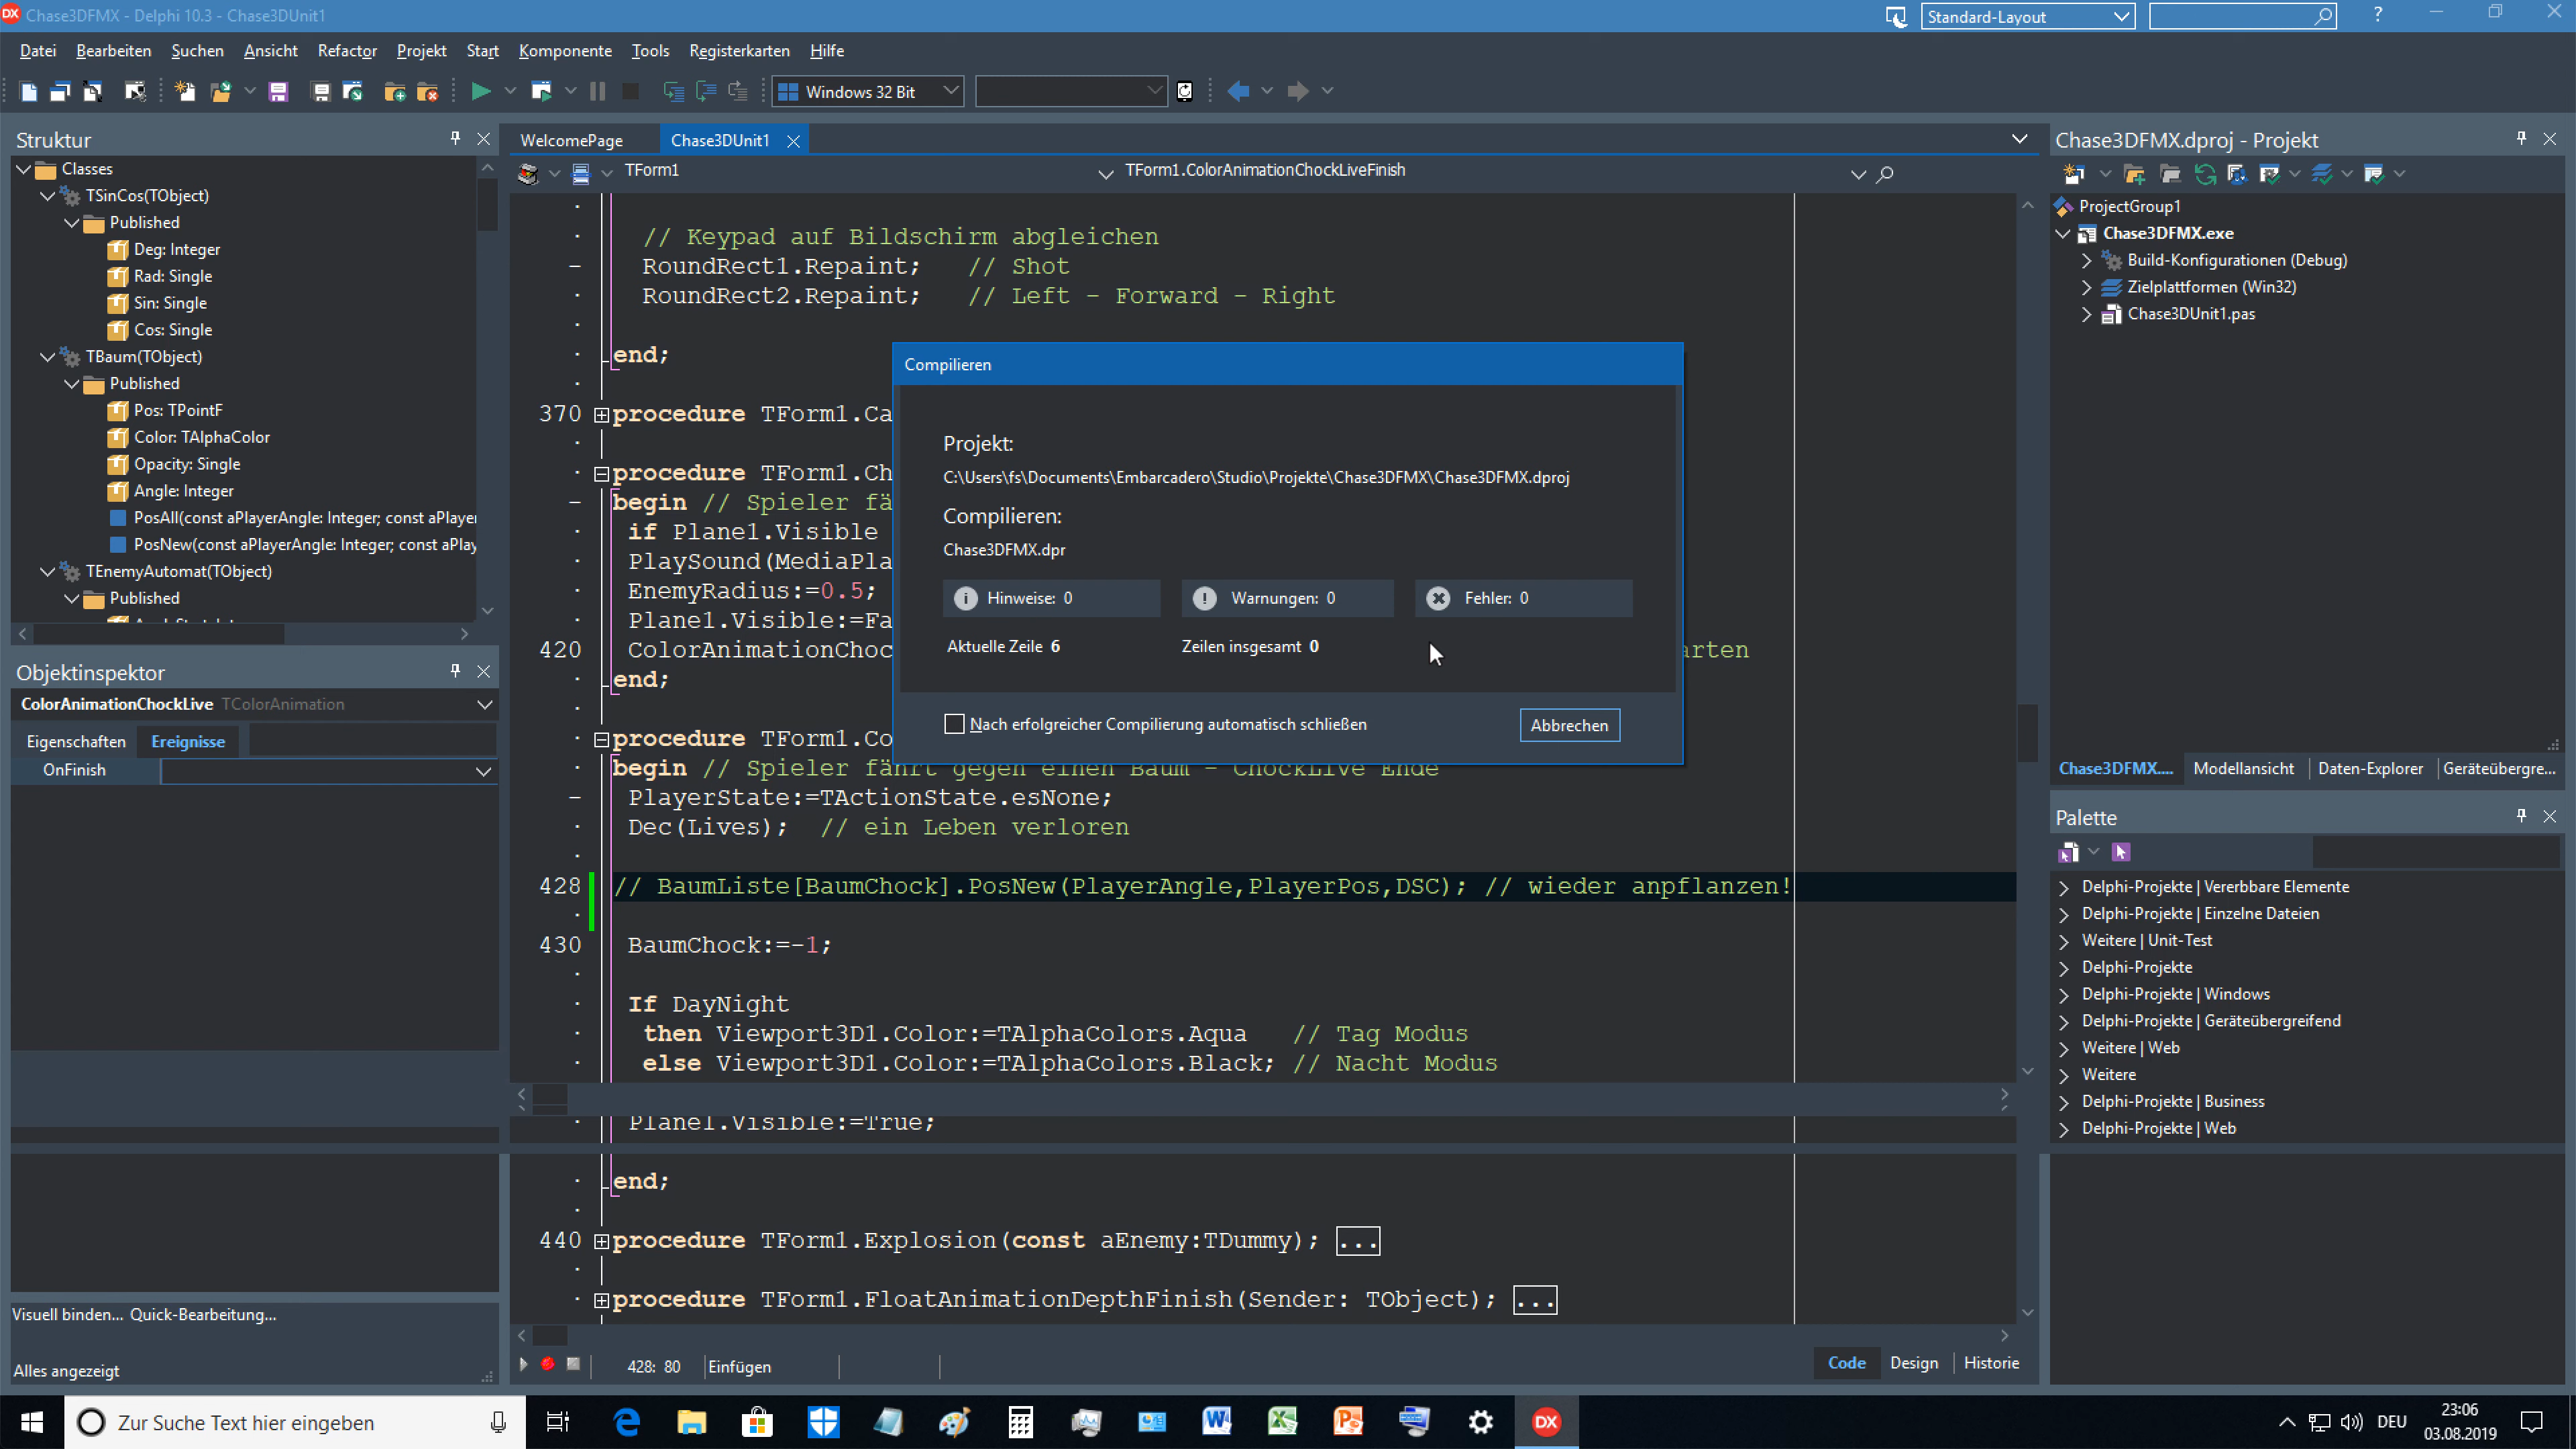 Chase3DFMX - Delphi 10.3 - Chase3DUnit1
Standard-Layout
?
Datei Bearbeiten Suchen Ansicht Refactor Projekt Start Komponente Tools Registerkarten Hilfe
Windows 32 Bit
Struktur
Classes
TSinCos(TObject)
Published
Deg: Integer
Rad: Single
Sin: Single
Cos: Single
TBaum(TObject)
Published
Pos: TPointF
Color: TAlphaColor
Opacity: Single
Angle: Integer
PosAll(const aPlayerAngle: Integer; const aPlayer
PosNew(const aPlayerAngle: Integer; const aPlay
TEnemyAutomat(TObject)
Published
Objektinspektor
ColorAnimationChockLive TColorAnimation
Eigenschaften Ereignisse
OnFinish
Visuell binden... Quick-Bearbeitung...
Alles angezeigt
WelcomePage Chase3DUnit1
TForm1 TForm1.ColorAnimationChockLiveFinish
// Keypad auf Bildschirm abgleichen
RoundRect1.Repaint; // Shot
RoundRect2.Repaint; // Left - Forward - Right
end;
370 procedure TForm1.Ca
procedure TForm1.Ch
begin // Spieler fä
if Plane1.Visible
PlaySound(MediaPla
EnemyRadius:=0.5;
Plane1.Visible:=Fa
420 ColorAnimationChoc arten
end;
procedure TForm1.Co
begin // Spieler fährt gegen einen Baum - ChockLive Ende
PlayerState:=TActionState.esNone;
Dec(Lives); // ein Leben verloren
428 // BaumListe[BaumChock].PosNew(PlayerAngle,PlayerPos,DSC); // wieder anpflanzen!
430 BaumChock:=-1;
If DayNight
then Viewport3D1.Color:=TAlphaColors.Aqua // Tag Modus
else Viewport3D1.Color:=TAlphaColors.Black; // Nacht Modus
Plane1.Visible:=True;
end;
440 procedure TForm1.Explosion(const aEnemy:TDummy); ...
procedure TForm1.FloatAnimationDepthFinish(Sender: TObject); ...
428: 80 Einfügen
Code Design Historie
Compilieren
Projekt:
C:\Users\fs\Documents\Embarcadero\Studio\Projekte\Chase3DFMX\Chase3DFMX.dproj
Compilieren:
Chase3DFMX.dpr
Hinweise: 0 Warnungen: 0 Fehler: 0
Aktuelle Zeile 6 Zeilen insgesamt 0
Nach erfolgreicher Compilierung automatisch schließen
Abbrechen
Chase3DFMX.dproj - Projekt
ProjectGroup1
Chase3DFMX.exe
Build-Konfigurationen (Debug)
Zielplattformen (Win32)
Chase3DUnit1.pas
Chase3DFMX.... Modellansicht Daten-Explorer Geräteübergre...
Palette
Delphi-Projekte | Vererbbare Elemente
Delphi-Projekte | Einzelne Dateien
Weitere | Unit-Test
Delphi-Projekte
Delphi-Projekte | Windows
Delphi-Projekte | Geräteübergreifend
Weitere | Web
Weitere
Delphi-Projekte | Business
Delphi-Projekte | Web
Zur Suche Text hier eingeben
DX
DEU
23:06
03.08.2019